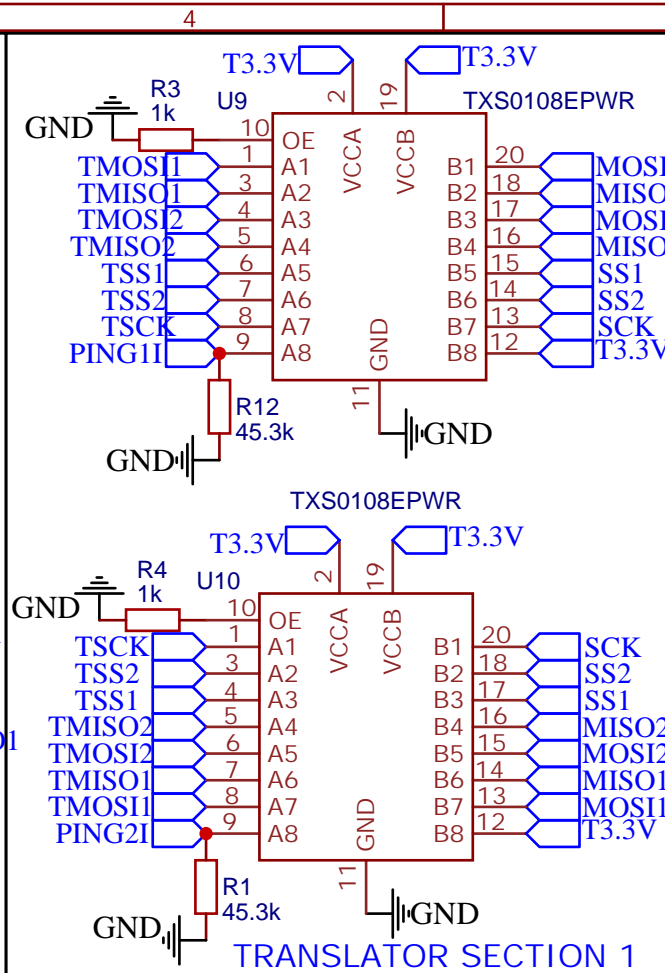 4
T3.3V T3.3V
R3
1k
U9
TXS0108EPWR
GND
2 19
VCCA VCCB
10 OE
TMOSI1 1 A1 B1 20 MOSI
TMISO1 3 A2 B2 18 MISO
TMOSI2 4 A3 B3 17 MOSI
TMISO2 5 A4 B4 16 MISO
TSS1 6 A5 B5 15 SS1
TSS2 7 A6 B6 14 SS2
TSCK 8 A7 B7 13 SCK
PING1I 9 A8 B8 12 T3.3V
GND
11
R12
45.3k
GND
GND
TXS0108EPWR
T3.3V T3.3V
R4
1k
U10
GND
2 19
VCCA VCCB
10 OE
TSCK 1 A1 B1 20 SCK
TSS2 3 A2 B2 18 SS2
TSS1 4 A3 B3 17 SS1
TMISO2 5 A4 B4 16 MISO2
TMOSI2 6 A5 B5 15 MOSI2
TMISO1 7 A6 B6 14 MISO1
TMOSI1 8 A7 B7 13 MOSI1
PING2I 9 A8 B8 12 T3.3V
GND
11
R1
45.3k
GND
GND
TRANSLATOR SECTION 1